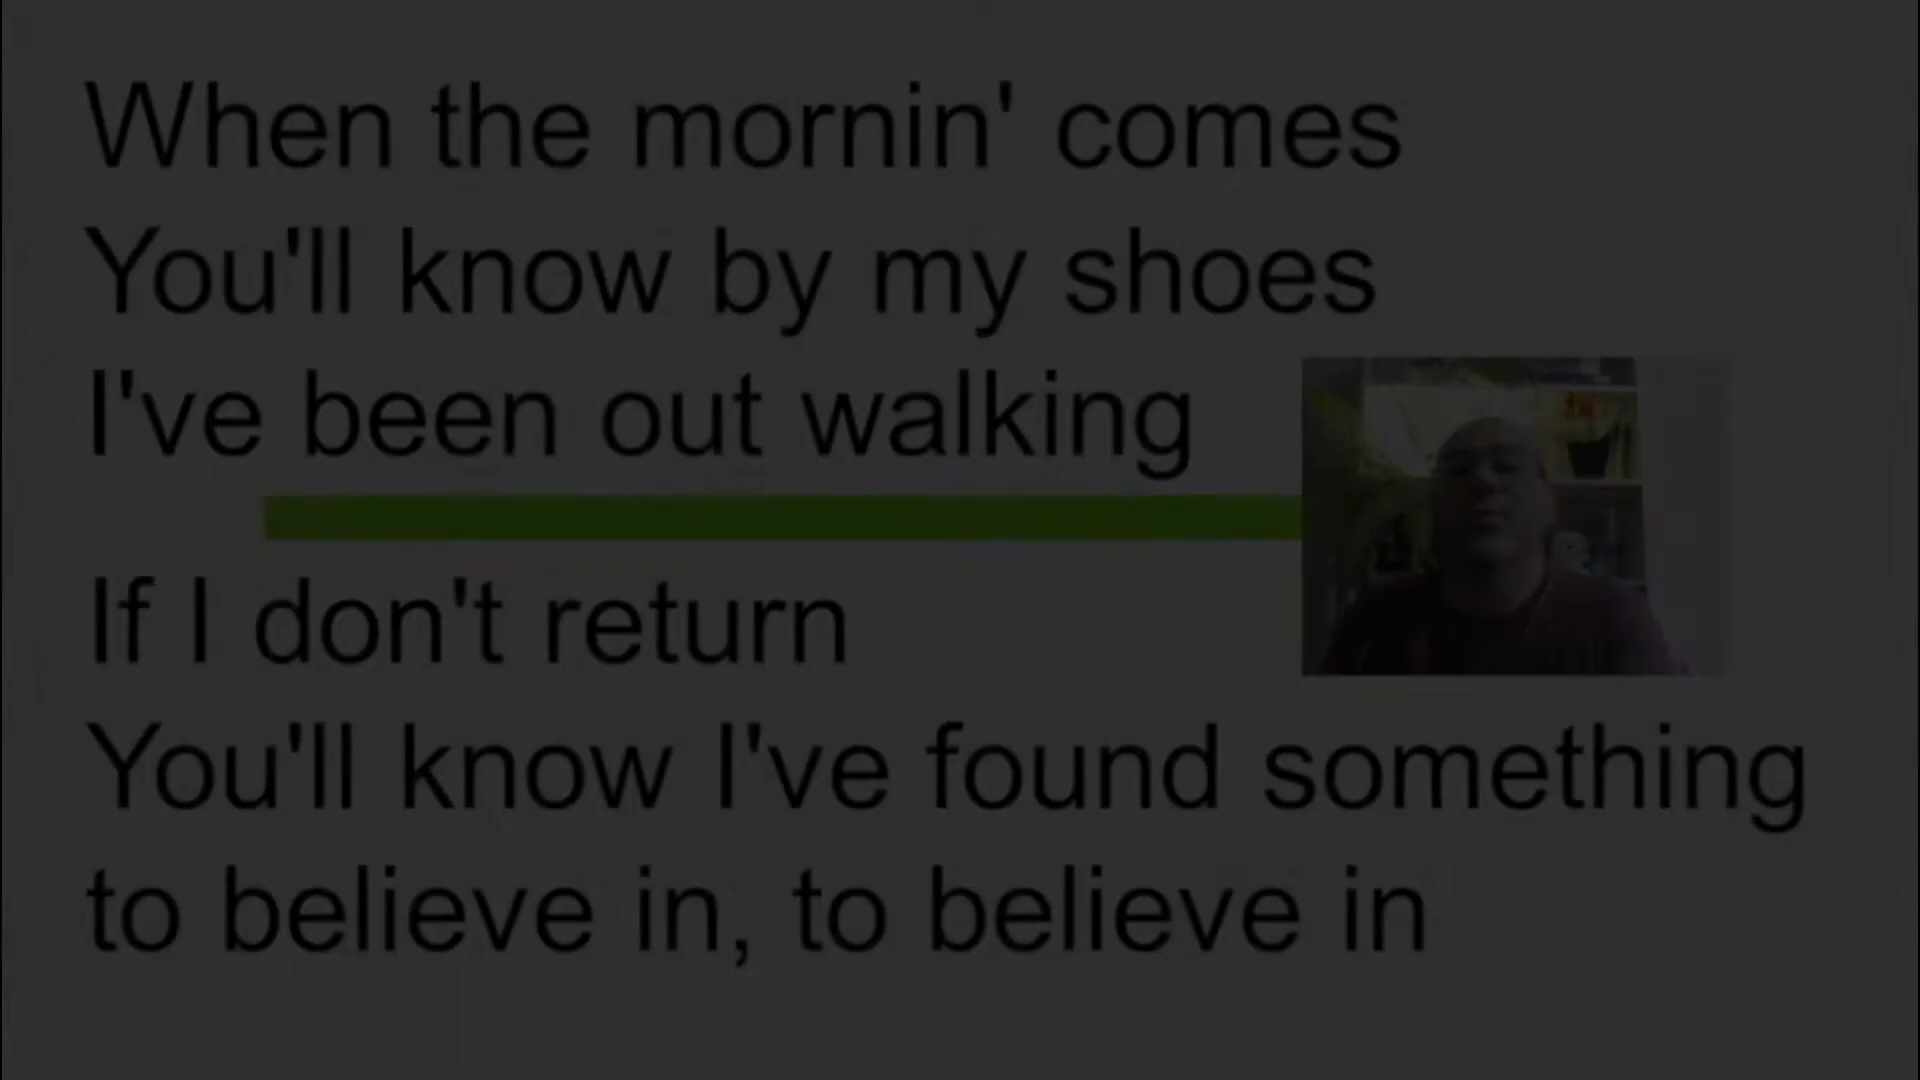 When the mornin' comes
You'll know by my shoes
I've been out walking
If I don't return
You'll know I've found something
to believe in, to believe in